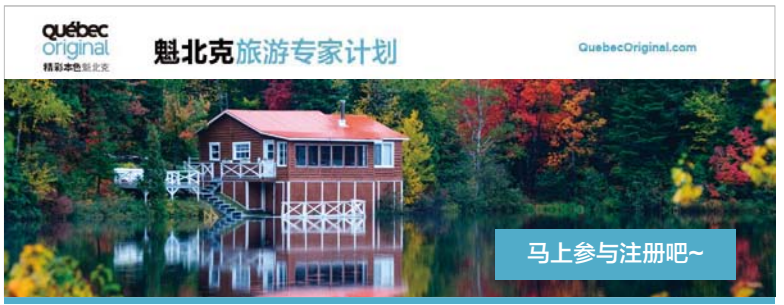 québec
original
精彩本色魁北克
魁北克旅游专家计划
QuebecOriginal.com
马上参与注册吧~